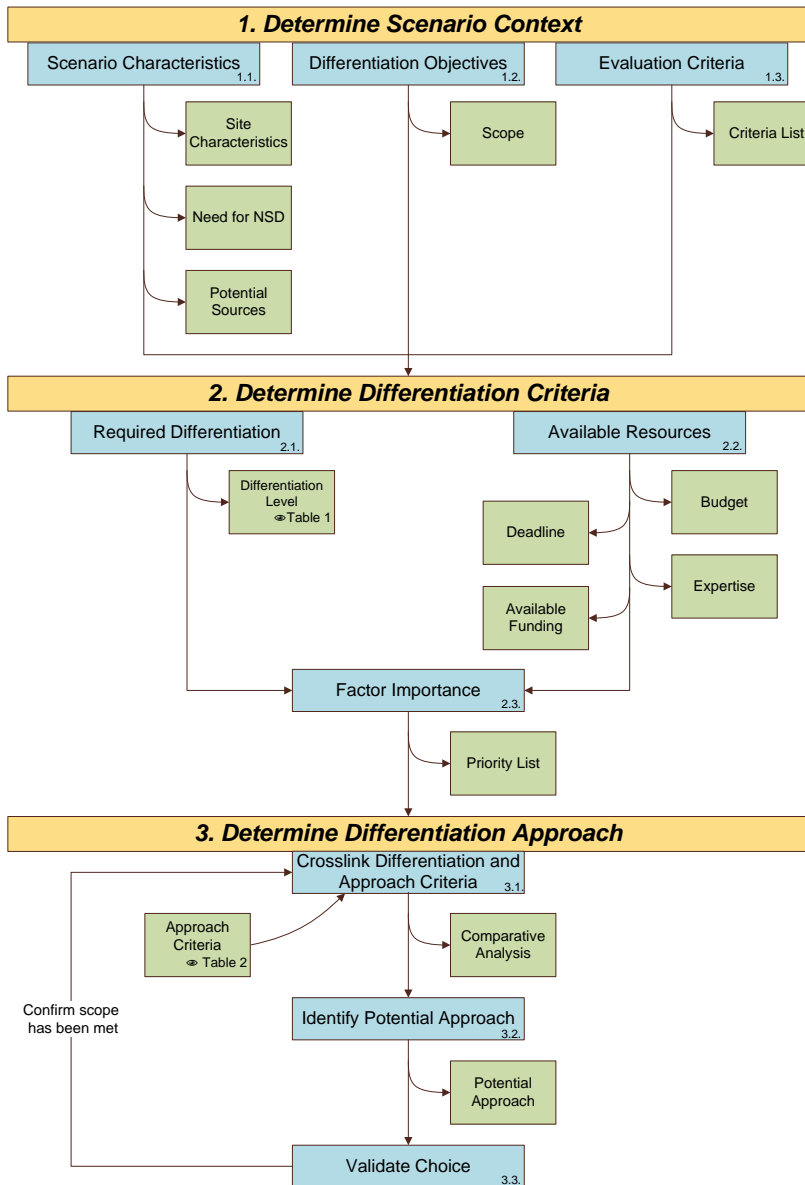 1. Determine Scenario Context
Scenario Characteristics
1.1.
Differentiation Objectives
1.2.
Evaluation Criteria
1.3.
Site
Characteristics
Scope
Criteria List
Need for NSD
Potential
Sources
2. Determine Differentiation Criteria
Required Differentiation
2.1.
Available Resources
2.2.
Differentiation
Level
Table 1
Budget
Deadline
Expertise
Available
Funding
Factor Importance
2.3.
Priority List
3. Determine Differentiation Approach
Crosslink Differentiation and
Approach Criteria
3.1.
Approach
Criteria
Table 2
Comparative
Analysis
Confirm scope
has been met
Identify Potential Approach
3.2.
Potential
Approach
Validate Choice
3.3.